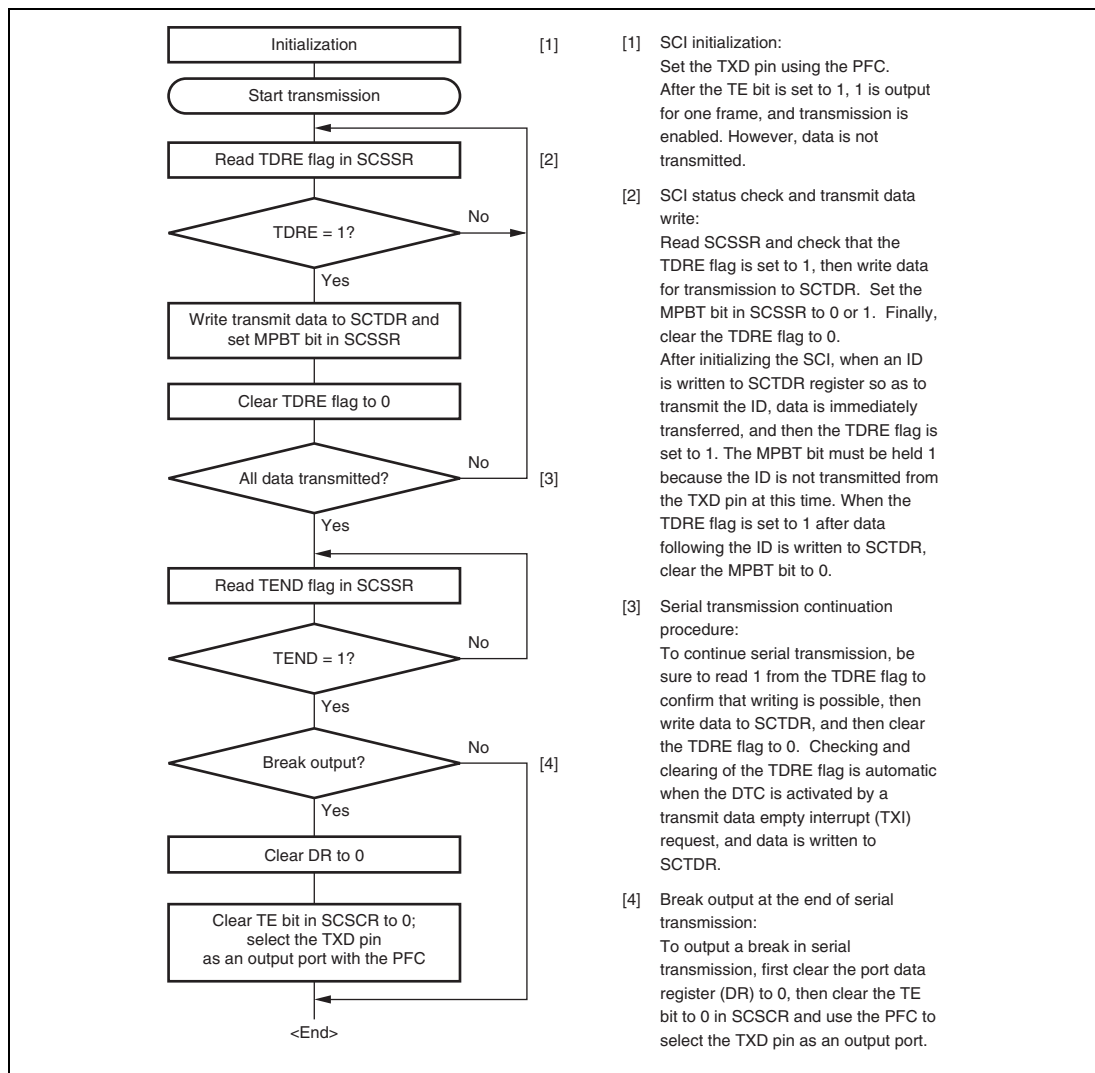 Initialization
[1]
Start transmission
Read TDRE flag in SCSSR
[2]
No
TDRE = 1?
Yes
Write transmit data to SCTDR and
set MPBT bit in SCSSR
Clear TDRE flag to 0
No
All data transmitted?
[3]
Yes
Read TEND flag in SCSSR
No
TEND = 1?
Yes
No
Break output?
[4]
Yes
Clear DR to 0
Clear TE bit in SCSCR to 0;
select the TXD pin
as an output port with the PFC
<End>
[1] SCI initialization:
Set the TXD pin using the PFC.
After the TE bit is set to 1, 1 is output
for one frame, and transmission is
enabled. However, data is not
transmitted.
[2] SCI status check and transmit data
write:
Read SCSSR and check that the
TDRE flag is set to 1, then write data
for transmission to SCTDR. Set the
MPBT bit in SCSSR to 0 or 1. Finally,
clear the TDRE flag to 0.
After initializing the SCI, when an ID
is written to SCTDR register so as to
transmit the ID, data is immediately
transferred, and then the TDRE flag is
set to 1. The MPBT bit must be held 1
because the ID is not transmitted from
the TXD pin at this time. When the
TDRE flag is set to 1 after data
following the ID is written to SCTDR,
clear the MPBT bit to 0.
[3] Serial transmission continuation
procedure:
To continue serial transmission, be
sure to read 1 from the TDRE flag to
confirm that writing is possible, then
write data to SCTDR, and then clear
the TDRE flag to 0. Checking and
clearing of the TDRE flag is automatic
when the DTC is activated by a
transmit data empty interrupt (TXI)
request, and data is written to
SCTDR.
[4] Break output at the end of serial
transmission:
To output a break in serial
transmission, first clear the port data
register (DR) to 0, then clear the TE
bit to 0 in SCSCR and use the PFC to
select the TXD pin as an output port.